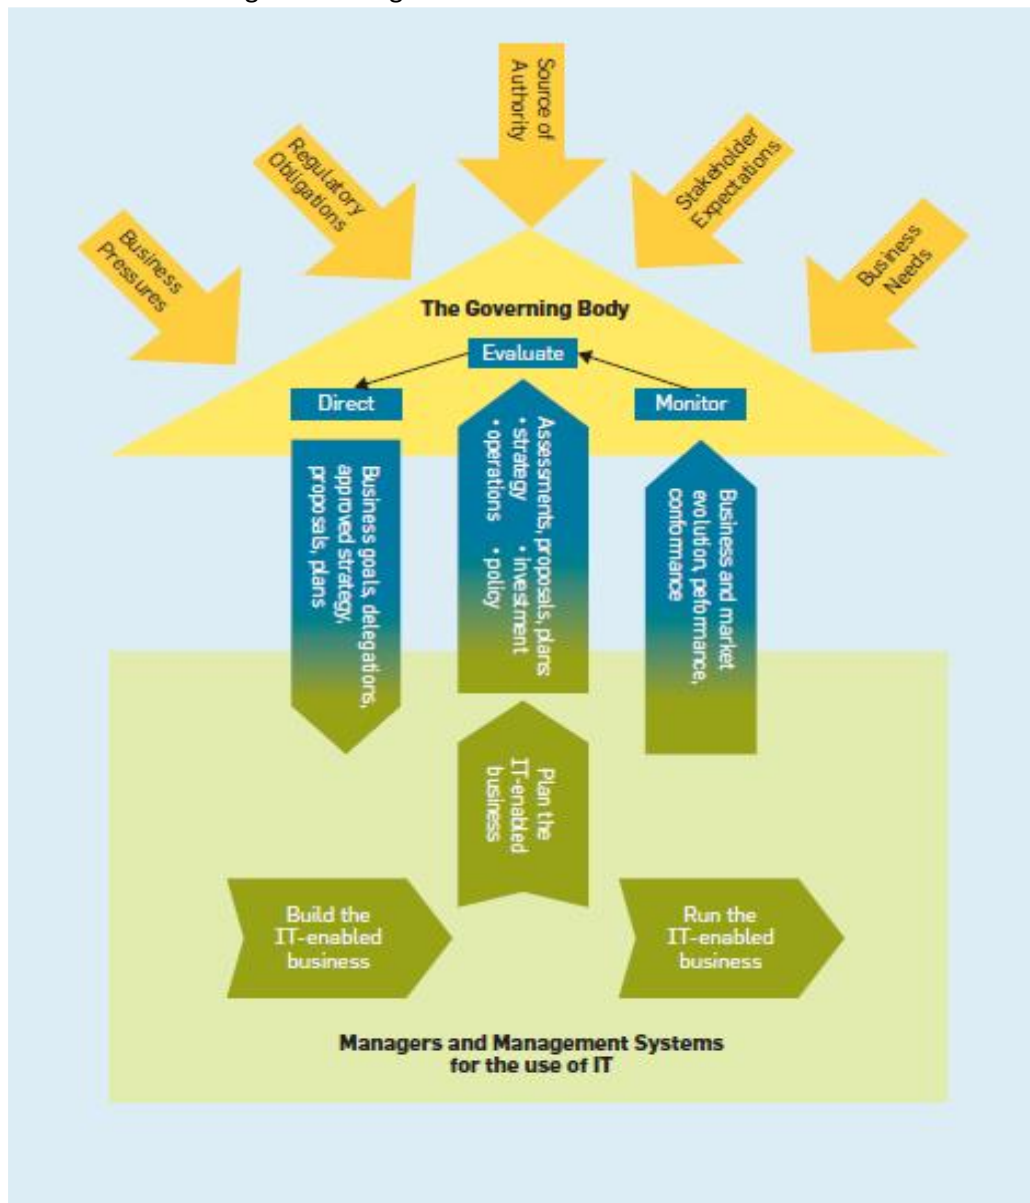 Source of
Authority
Regulatory
Obligations
Stakeholder
Expectations
Business
Pressures
Business
Needs
The Governing Body
Evaluate
Direct
Monitor
Business goals, delegations,
approved strategy,
proposals, plans
Assessments, proposals, plans:
• strategy • investment
• operations • policy
Business and market
evolution, peformance,
conformance
Plan the
IT-enabled
business
Build the
IT-enabled
business
Run the
IT-enabled
business
Managers and Management Systems
for the use of IT